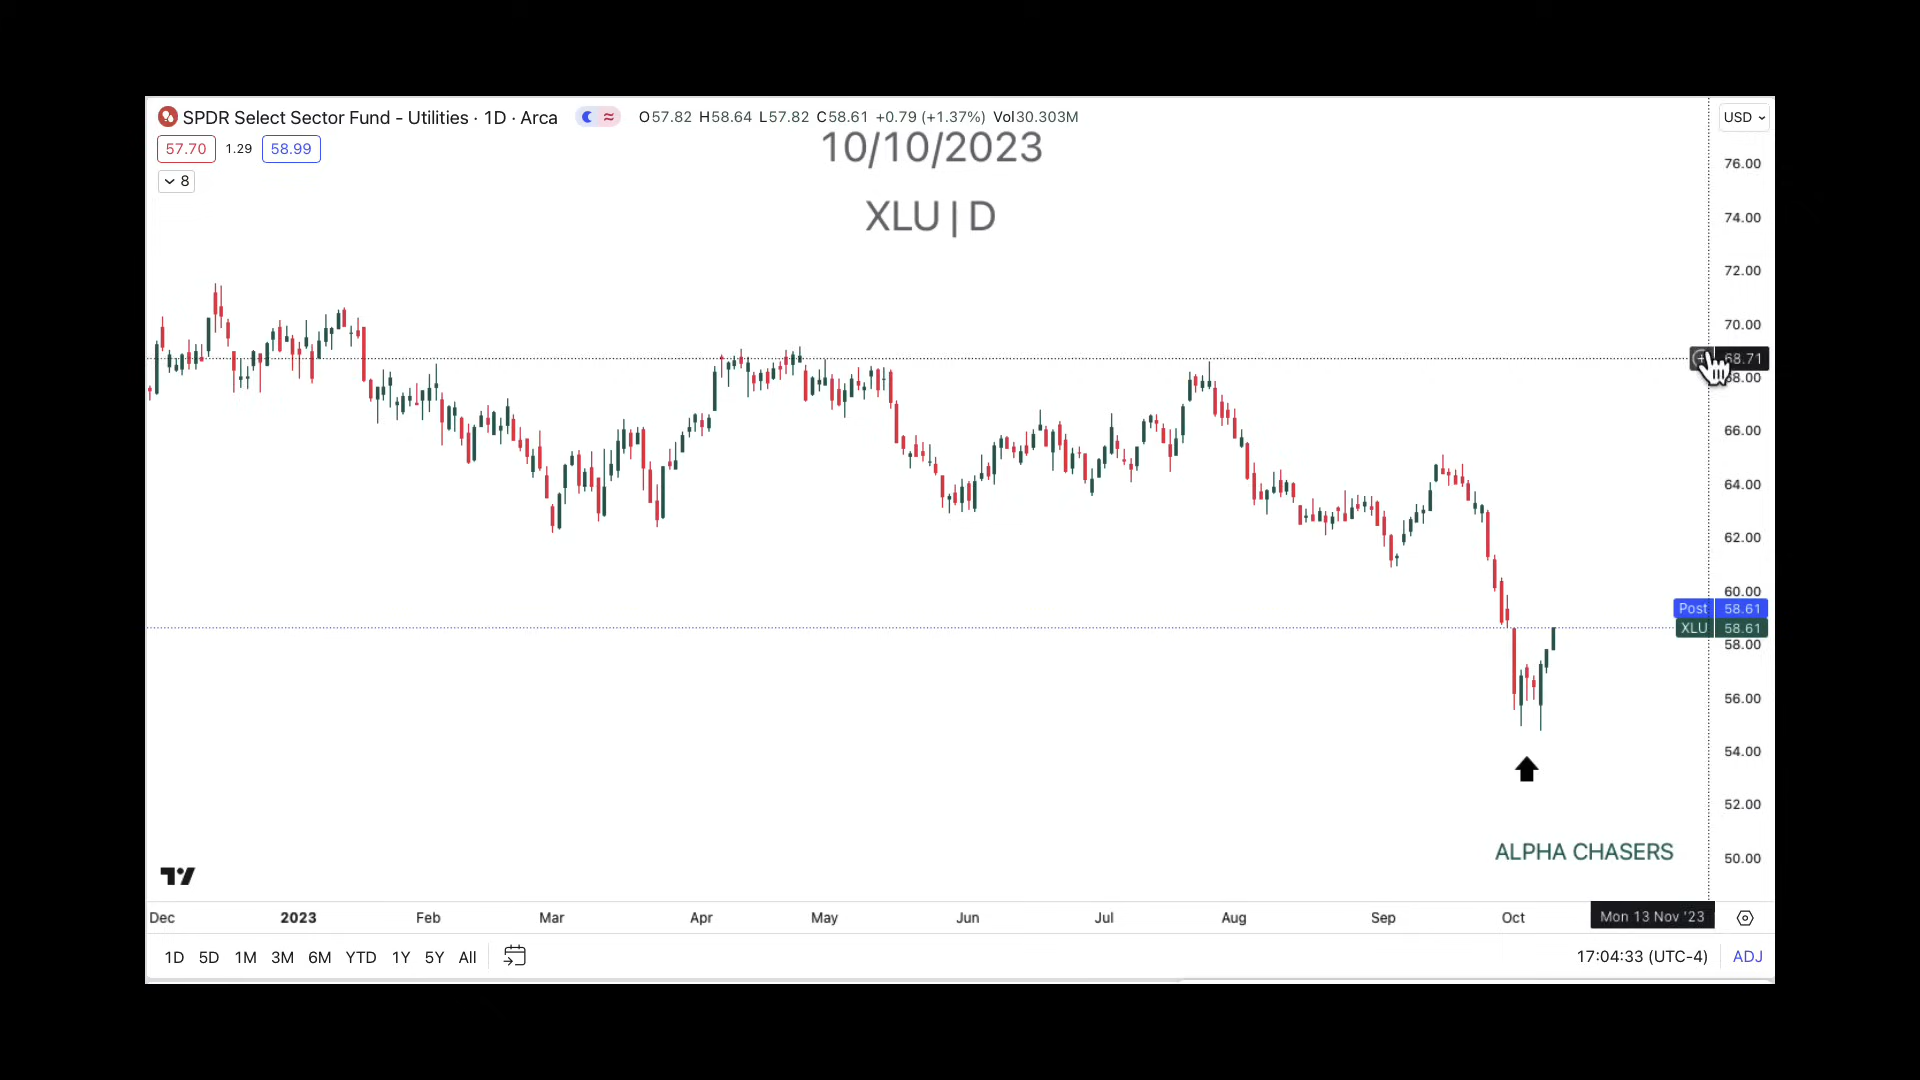 SPDR Select Sector Fund - Utilities · 1D · Arca
O57.82 H58.64 L57.82 C58.61 +0.79 (+1.37%) Vol30.303M
USD
57.70 1.29 58.99
8
10/10/2023
XLU | D
76.00
74.00
72.00
70.00
68.71
68.00
66.00
64.00
62.00
60.00
Post 58.61
XLU 58.61
58.00
56.00
54.00
52.00
50.00
ALPHA CHASERS
Dec 2023 Feb Mar Apr May Jun Jul Aug Sep Oct Mon 13 Nov '23
1D 5D 1M 3M 6M YTD 1Y 5Y All
17:04:33 (UTC-4) ADJ